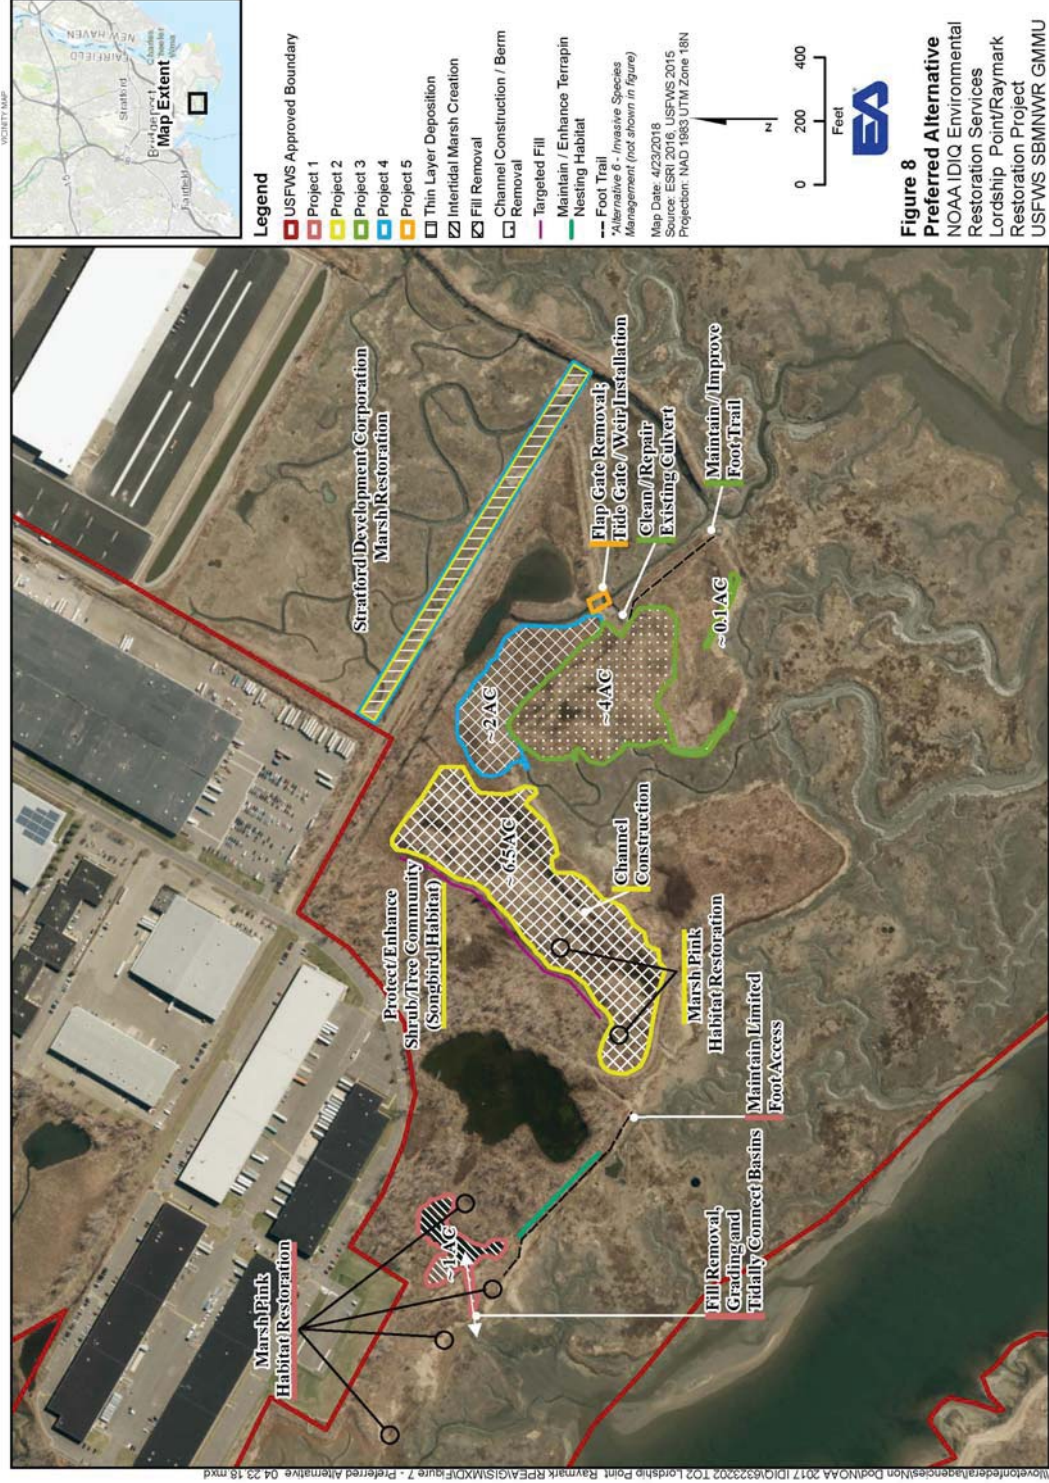 VICINITY MAP
NEW HAVEN
FAIRFIELD
Stratford
Bridgeport
Fairfield
Charles
Wheeler
Wma
Map Extent
Legend
USFWS Approved Boundary
Project 1
Project 2
Project 3
Project 4
Project 5
Thin Layer Deposition
Intertidal Marsh Creation
Fill Removal
Channel Construction / Berm
Removal
Targeted Fill
Maintain / Enhance Terrapin
Nesting Habitat
Foot Trail
*Alternative 6 - Invasive Species
Management (not shown in figure)
Map Date: 4/23/2018
Source: ESRI 2016, USFWS 2015
Projection: NAD 1983 UTM Zone 18N
N
0 200 400
Feet
EA
Figure 8
Preferred Alternative
NOAA IDIQ Environmental
Restoration Services
Lordship Point/Raymark
Restoration Project
USFWS SBMNWR GMMU
Stratford Development Corporation
Marsh Restoration
Flap Gate Removal;
Tide Gate / Weir Installation
Clean / Repair
Existing Culvert
Maintain / Improve
Foot Trail
~2 AC
~4 AC
~0.1 AC
~6.5 AC
Protect/Enhance
Shrub/Tree Community
(Songbird Habitat)
Channel
Construction
Marsh Pink
Habitat Restoration
Maintain Limited
Foot Access
Marsh Pink
Habitat Restoration
~1 AC
Fill Removal,
Grading and
Tidally Connect Basins